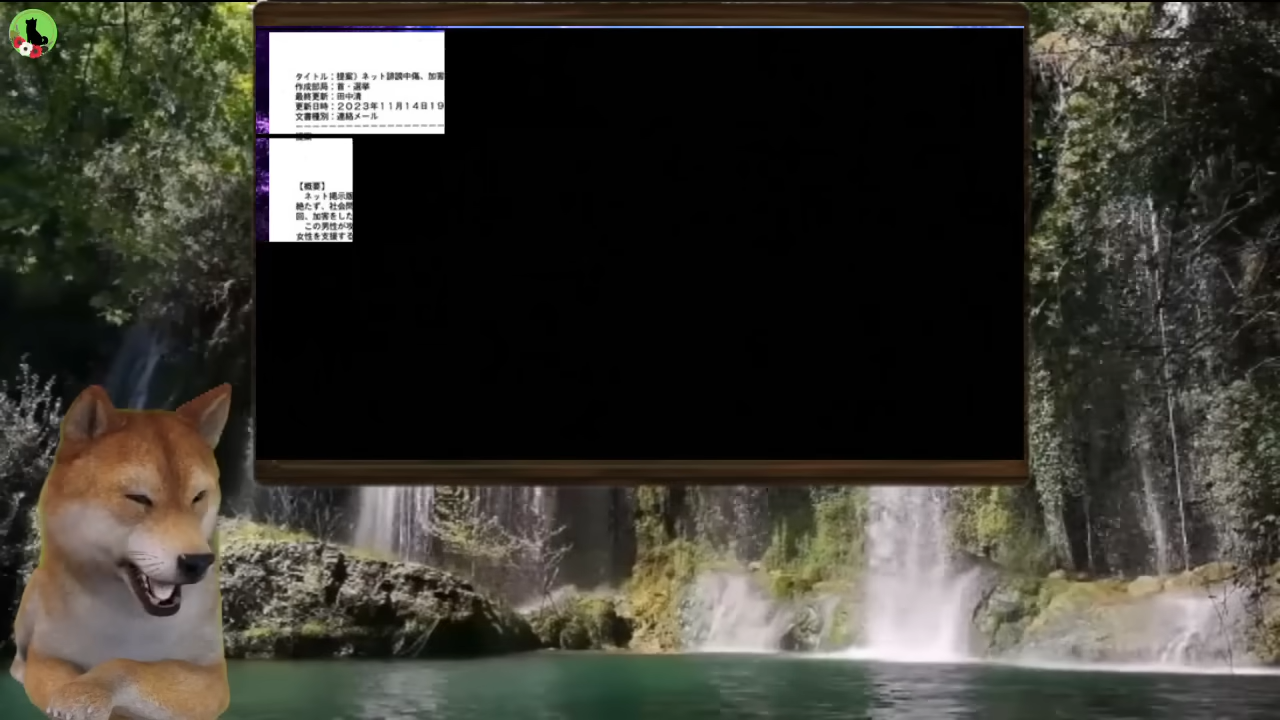 タイトル：提案）ネット誹謗中傷、加害
作成部局：首・選挙
最終更新：田中清
更新日時：２０２３年１１月１４日１９
文書種別：連絡メール
【概要】
ネット掲示版
絶たず、社会問
回、加害をした
この男性が攻
女性を支援する